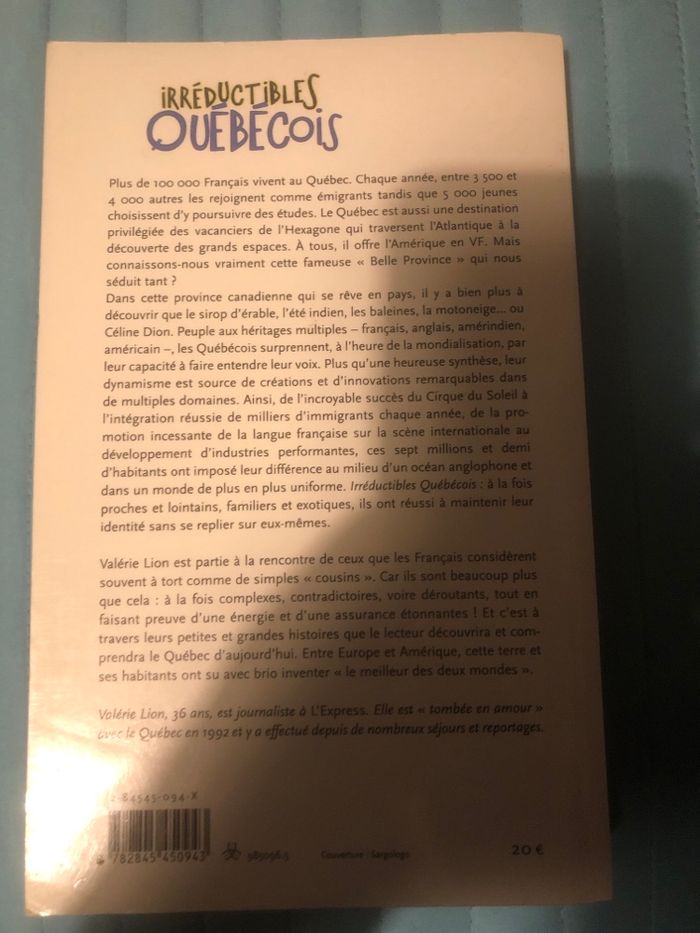 IRRÉDUCTIBLES
QUÉBÉCOIS
Plus de 100 000 Français vivent au Québec. Chaque année, entre 3 500 et
4 000 autres les rejoignent comme émigrants tandis que 5 000 jeunes
choisissent d'y poursuivre des études. Le Québec est aussi une destination
privilégiée des vacanciers de l'Hexagone qui traversent l'Atlantique à la
découverte des grands espaces. À tous, il offre l'Amérique en VF. Mais
connaissons-nous vraiment cette fameuse « Belle Province » qui nous
séduit tant ?
Dans cette province canadienne qui se rêve en pays, il y a bien plus à
découvrir que le sirop d'érable, l'été indien, les baleines, la motoneige... ou
Céline Dion. Peuple aux héritages multiples – français, anglais, amérindien,
américain –, les Québécois surprennent, à l'heure de la mondialisation, par
leur capacité à faire entendre leur voix. Plus qu'une heureuse synthèse, leur
dynamisme est source de créations et d'innovations remarquables dans
de multiples domaines. Ainsi, de l'incroyable succès du Cirque du Soleil à
l'intégration réussie de milliers d'immigrants chaque année, de la pro-
motion incessante de la langue française sur la scène internationale au
développement d'industries performantes, ces sept millions et demi
d'habitants ont imposé leur différence au milieu d'un océan anglophone et
dans un monde de plus en plus uniforme. Irréductibles Québécois : à la fois
proches et lointains, familiers et exotiques, ils ont réussi à maintenir leur
identité sans se replier sur eux-mêmes.
Valérie Lion est partie à la rencontre de ceux que les Français considèrent
souvent à tort comme de simples « cousins ». Car ils sont beaucoup plus
que cela : à la fois complexes, contradictoires, voire déroutants, tout en
faisant preuve d'une énergie et d'une assurance étonnantes ! Et c'est à
travers leurs petites et grandes histoires que le lecteur découvrira et com-
prendra le Québec d'aujourd'hui. Entre Europe et Amérique, cette terre et
ses habitants ont su avec brio inventer « le meilleur des deux mondes ».
Valérie Lion, 36 ans, est journaliste à L'Express. Elle est « tombée en amour »
avec le Québec en 1992 et y a effectué depuis de nombreux séjours et reportages.
2-84545-094-X
9 782845 450943
985096.5
Couverture : Sargologo
20 €